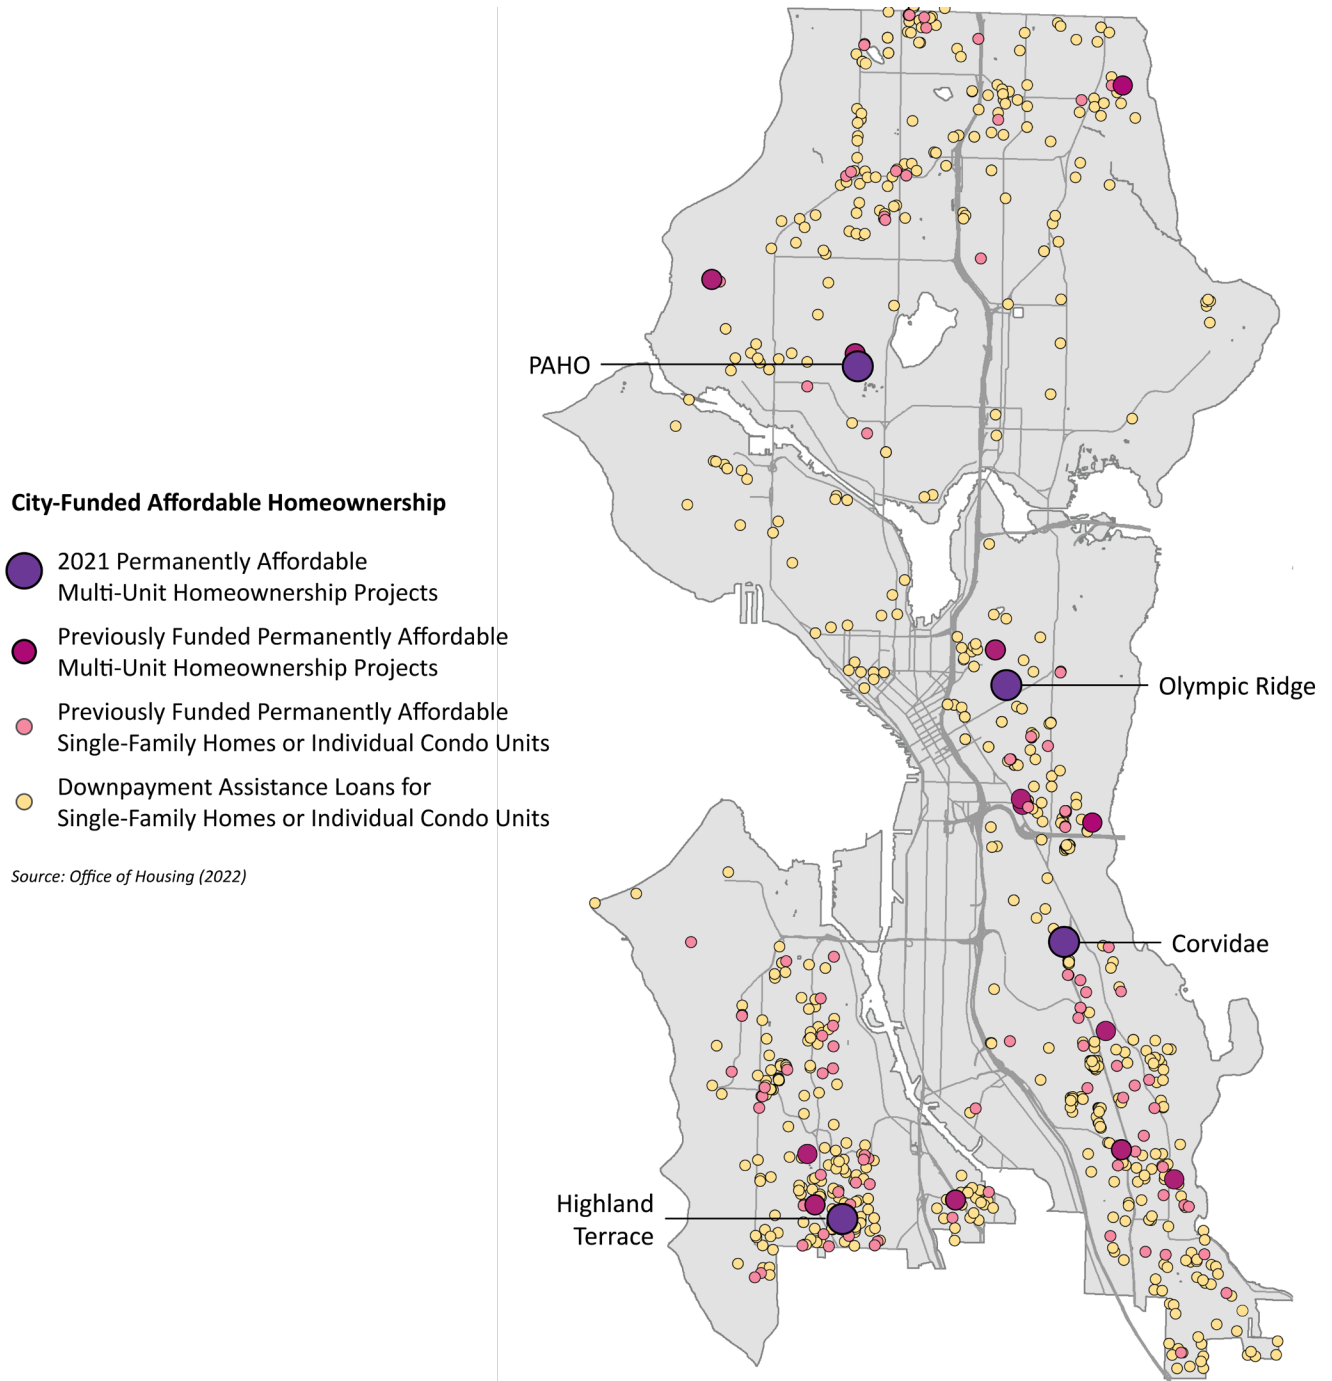 City-Funded Affordable Homeownership
2021 Permanently Affordable
Multi-Unit Homeownership Projects
Previously Funded Permanently Affordable
Multi-Unit Homeownership Projects
Previously Funded Permanently Affordable
Single-Family Homes or Individual Condo Units
Downpayment Assistance Loans for
Single-Family Homes or Individual Condo Units
Source: Office of Housing (2022)
PAHO
Olympic Ridge
Corvidae
Highland
Terrace